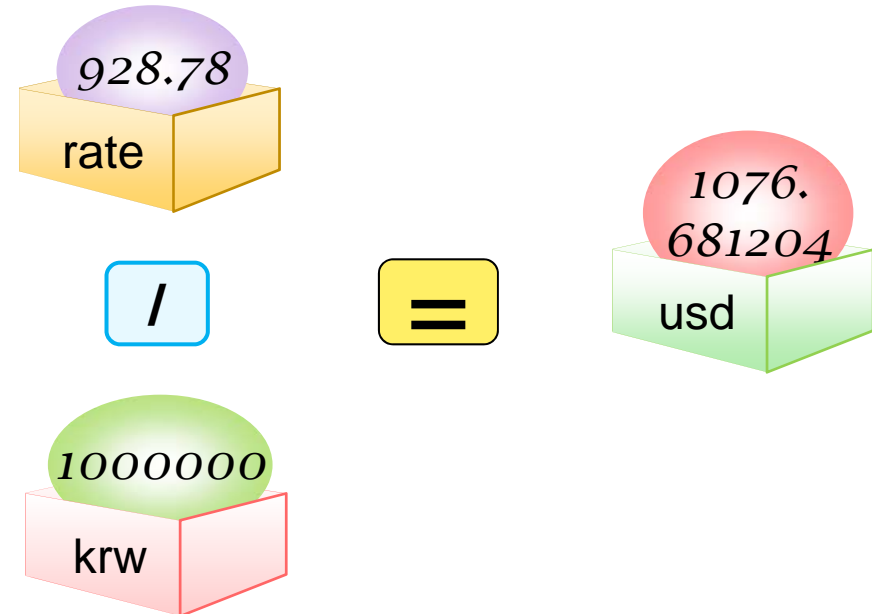 928.78
rate
/
1000000
krw
=
1076.
681204
usd